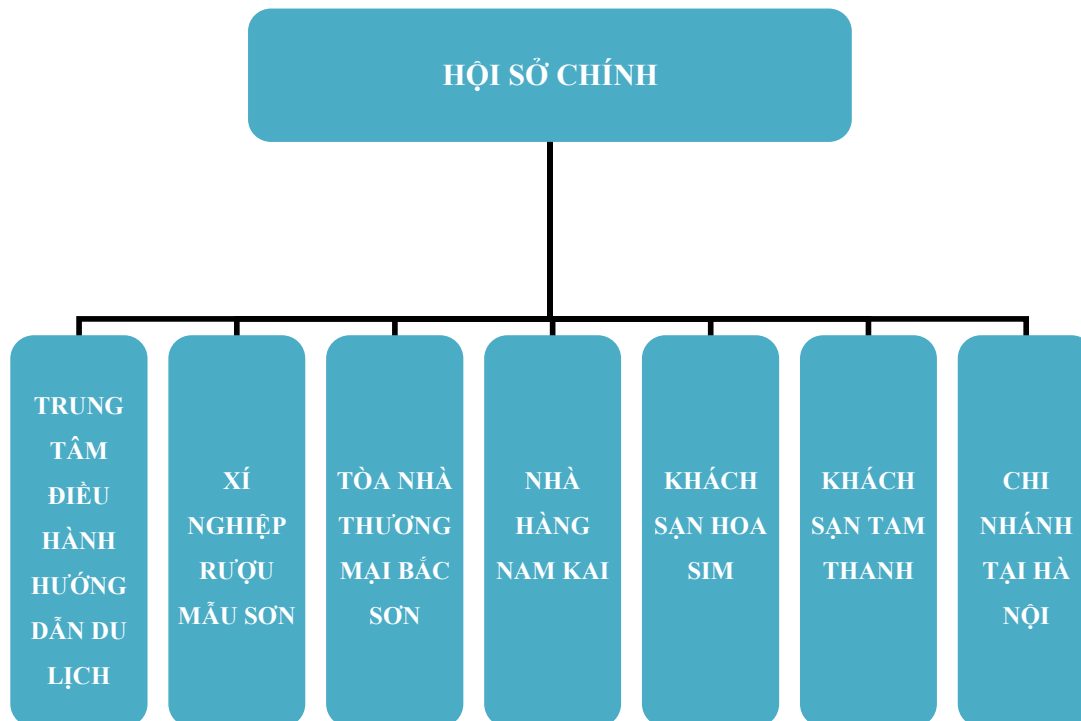 HỘI SỞ CHÍNH
TRUNG
TÂM
ĐIỀU
HÀNH
HƯỚNG
DẪN DU
LỊCH
XÍ
NGHIỆP
RƯỢU
MẪU SƠN
TÒA NHÀ
THƯƠNG
MẠI BẮC
SƠN
NHÀ
HÀNG
NAM KAI
KHÁCH
SẠN HOA
SIM
KHÁCH
SẠN TAM
THANH
CHI
NHÁNH
TẠI HÀ
NỘI